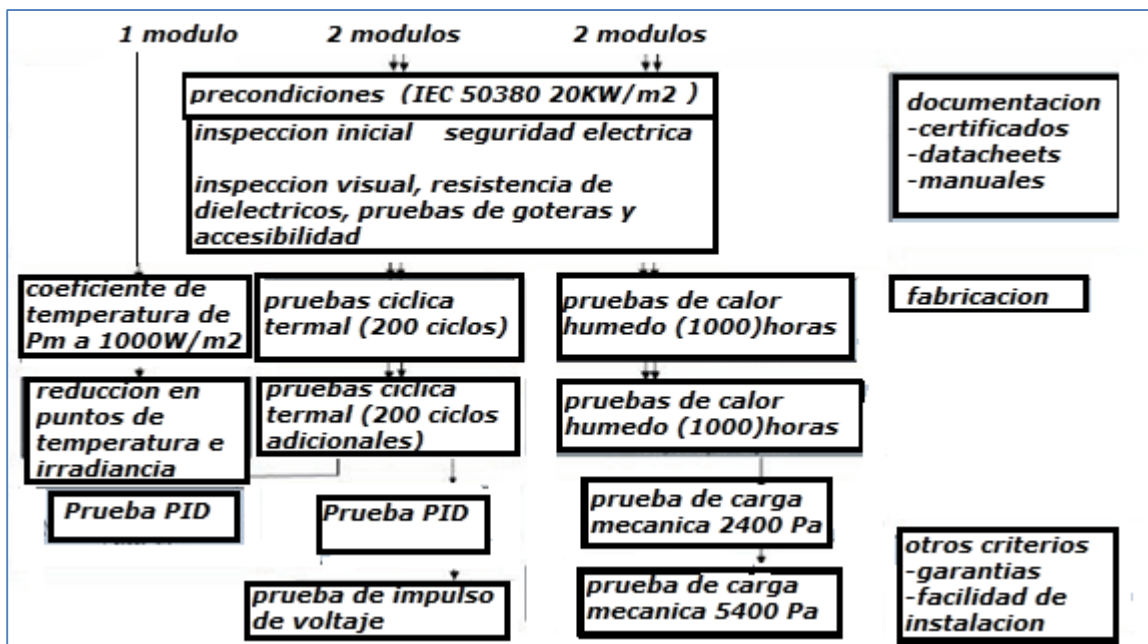 1 modulo
2 modulos
2 modulos
precondiciones (IEC 50380 20KW/m2 )
inspeccion inicial seguridad electrica
inspeccion visual, resistencia de
dielectricos, pruebas de goteras y
accesibilidad
documentacion
-certificados
-datacheets
-manuales
coeficiente de
temperatura de
Pm a 1000W/m2
pruebas ciclica
termal (200 ciclos)
pruebas de calor
humedo (1000)horas
fabricacion
reduccion en
puntos de
temperatura e
irradiancia
pruebas ciclica
termal (200 ciclos
adicionales)
pruebas de calor
humedo (1000)horas
Prueba PID
Prueba PID
prueba de carga
mecanica 2400 Pa
prueba de impulso
de voltaje
prueba de carga
mecanica 5400 Pa
otros criterios
-garantias
-facilidad de
instalacion